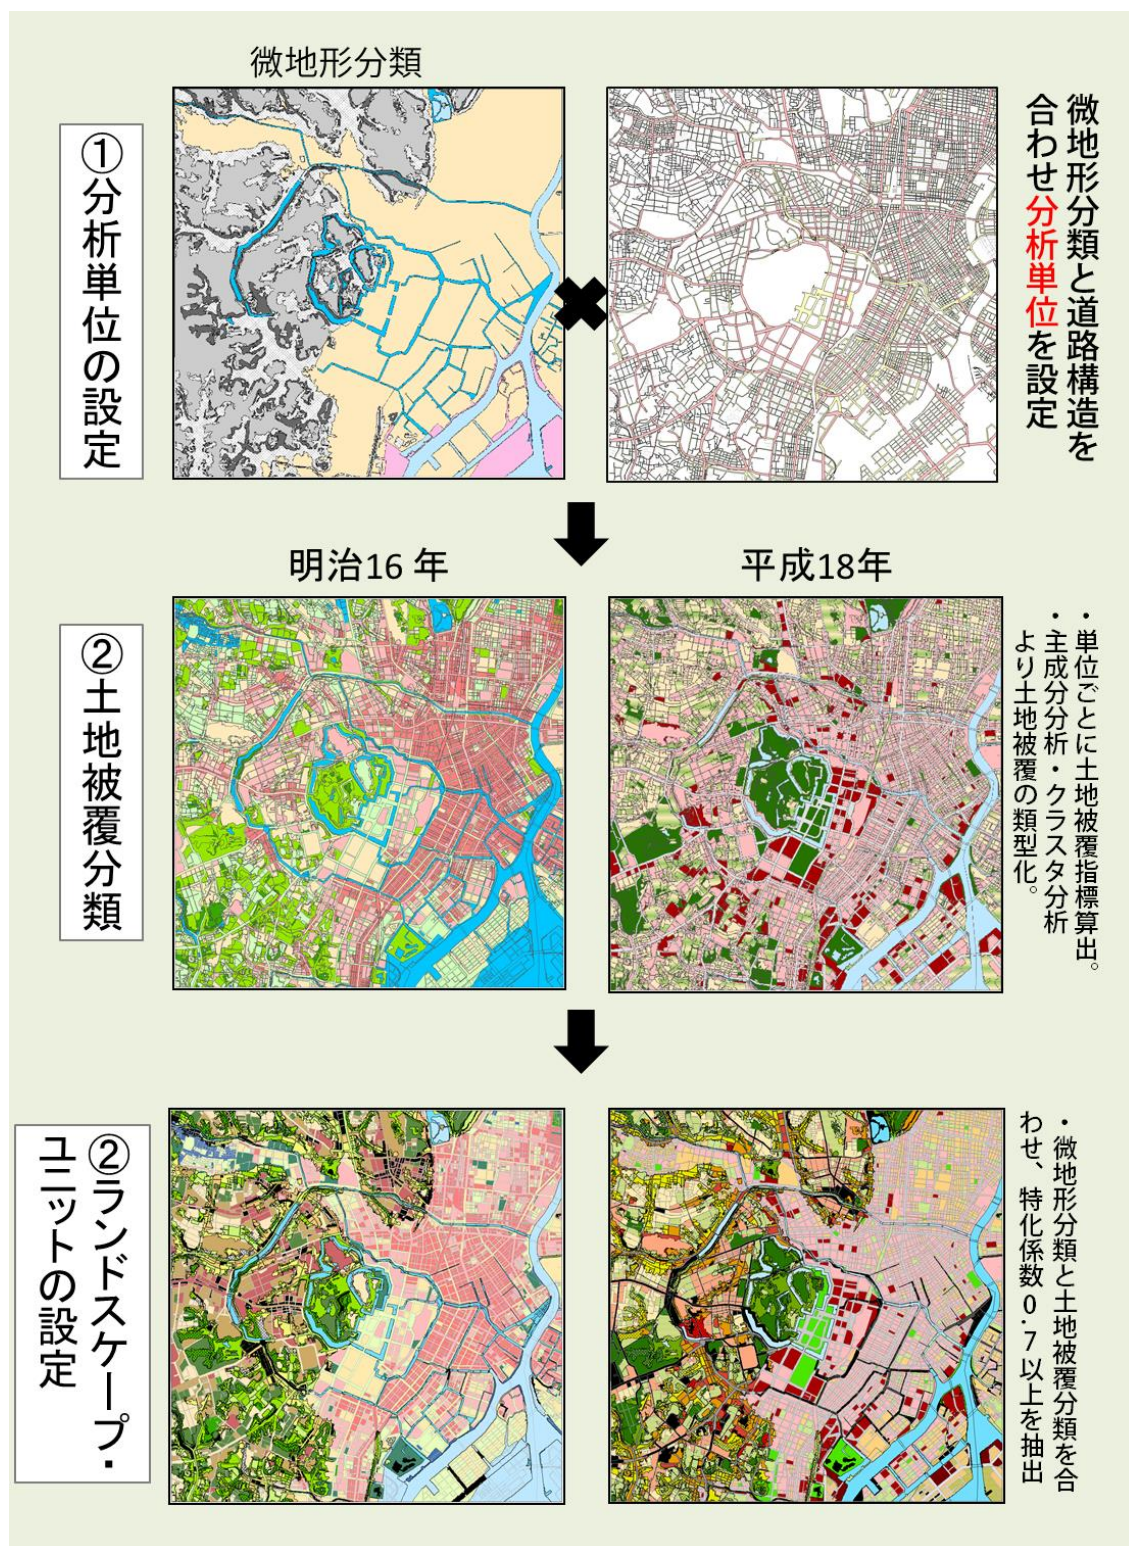 微地形分類
①分析単位の設定
微地形分類と道路構造を
合わせ分析単位を設定
明治16 年
平成18年
②土地被覆分類
・単位ごとに土地被覆指標算出。
・主成分分析・クラスタ分析
より土地被覆の類型化。
②ランドスケープ・
ユニットの設定
・微地形分類と土地被覆分類を合
わせ、特化係数0.7以上を抽出